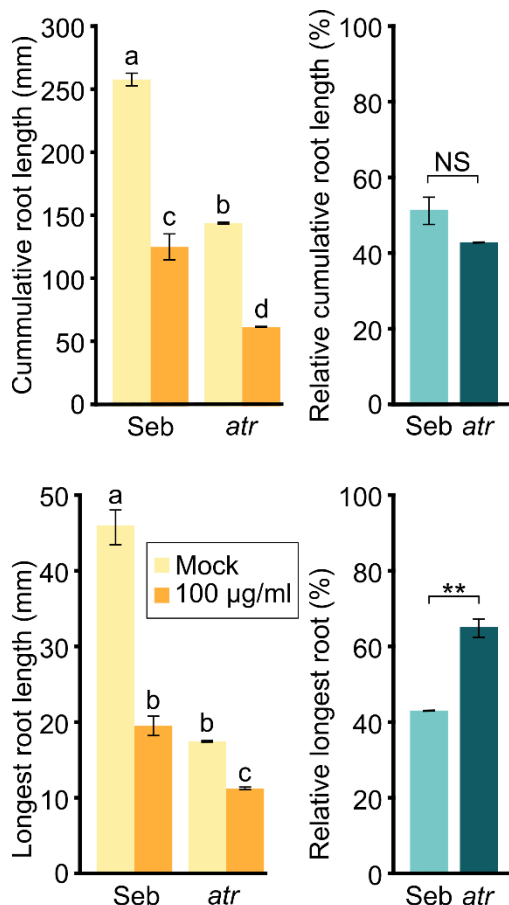 Cummulative root length (mm)
300
250
200
150
100
50
0
a
c
b
d
Seb
atr
Relative cumulative root length (%)
100
80
60
40
20
0
NS
Seb
atr
Longest root length (mm)
50
40
30
20
10
0
a
b
b
c
Mock
100 µg/ml
Seb
atr
Relative longest root (%)
100
80
60
40
20
0
**
Seb
atr